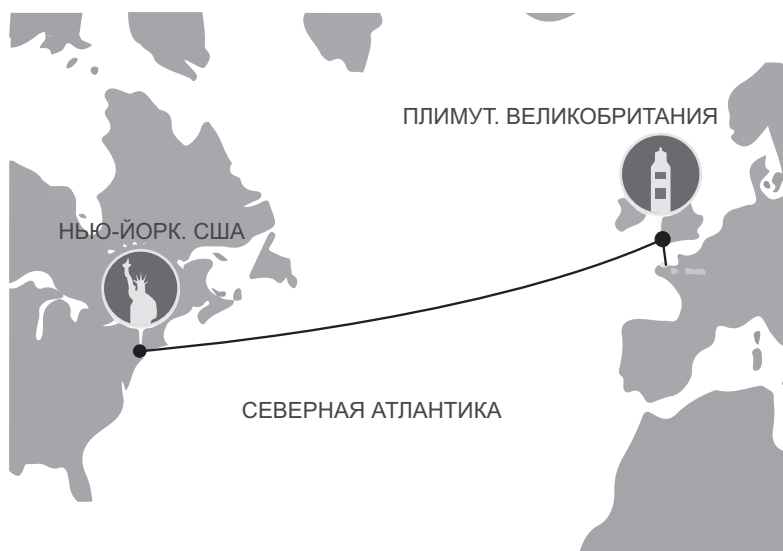 ПЛИМУТ. ВЕЛИКОБРИТАНИЯ
НЬЮ-ЙОРК. США
СЕВЕРНАЯ АТЛАНТИКА